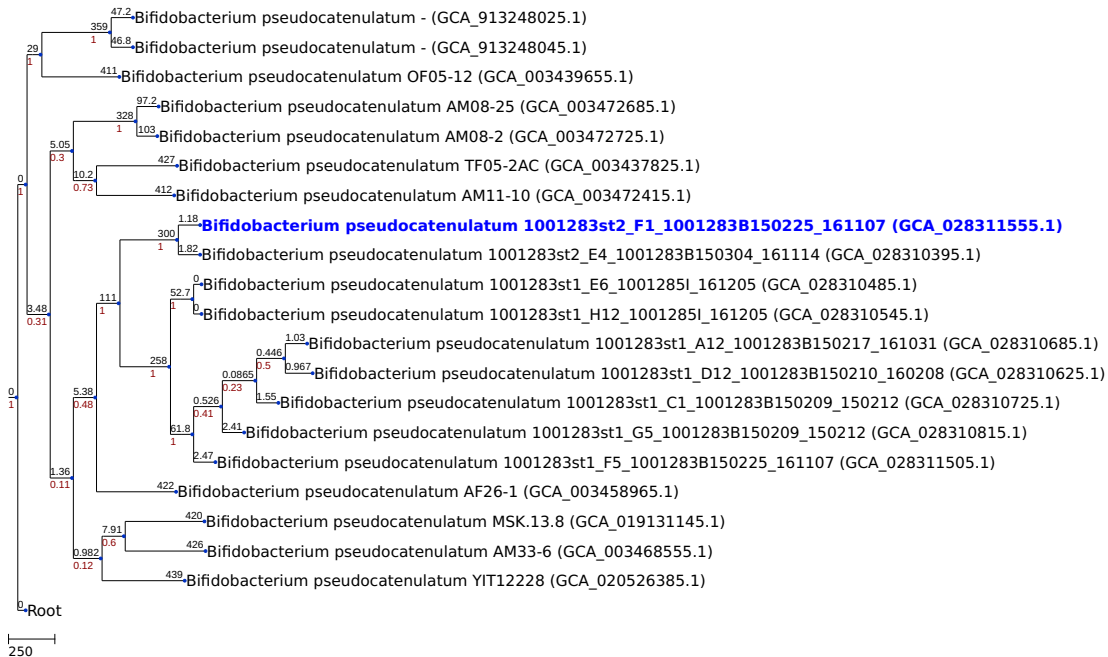 47.2 Bifidobacterium pseudocatenulatum - (GCA_913248025.1)
359
1
46.8 Bifidobacterium pseudocatenulatum - (GCA_913248045.1)
29
1
411 Bifidobacterium pseudocatenulatum OF05-12 (GCA_003439655.1)
97.2 Bifidobacterium pseudocatenulatum AM08-25 (GCA_003472685.1)
328
1
103 Bifidobacterium pseudocatenulatum AM08-2 (GCA_003472725.1)
5.05
0.3
427 Bifidobacterium pseudocatenulatum TF05-2AC (GCA_003437825.1)
10.2
0.73
0
1
412 Bifidobacterium pseudocatenulatum AM11-10 (GCA_003472415.1)
1.18 Bifidobacterium pseudocatenulatum 1001283st2_F1_1001283B150225_161107 (GCA_028311555.1)
300
1
1.82 Bifidobacterium pseudocatenulatum 1001283st2_E4_1001283B150304_161114 (GCA_028310395.1)
0 Bifidobacterium pseudocatenulatum 1001283st1_E6_1001285I_161205 (GCA_028310485.1)
111
1
52.7
1
3.48
0.31
0 Bifidobacterium pseudocatenulatum 1001283st1_H12_1001285I_161205 (GCA_028310545.1)
1.03 Bifidobacterium pseudocatenulatum 1001283st1_A12_1001283B150217_161031 (GCA_028310685.1)
0.446
0.5
258
1
0.967 Bifidobacterium pseudocatenulatum 1001283st1_D12_1001283B150210_160208 (GCA_028310625.1)
0.0865
0.23
0
1
5.38
0.48
1.55 Bifidobacterium pseudocatenulatum 1001283st1_C1_1001283B150209_150212 (GCA_028310725.1)
0.526
0.41
2.41 Bifidobacterium pseudocatenulatum 1001283st1_G5_1001283B150209_150212 (GCA_028310815.1)
61.8
1
2.47 Bifidobacterium pseudocatenulatum 1001283st1_F5_1001283B150225_161107 (GCA_028311505.1)
1.36
0.11
422 Bifidobacterium pseudocatenulatum AF26-1 (GCA_003458965.1)
420 Bifidobacterium pseudocatenulatum MSK.13.8 (GCA_019131145.1)
7.91
0.6
426 Bifidobacterium pseudocatenulatum AM33-6 (GCA_003468555.1)
0.982
0.12
439 Bifidobacterium pseudocatenulatum YIT12228 (GCA_020526385.1)
0 Root
250